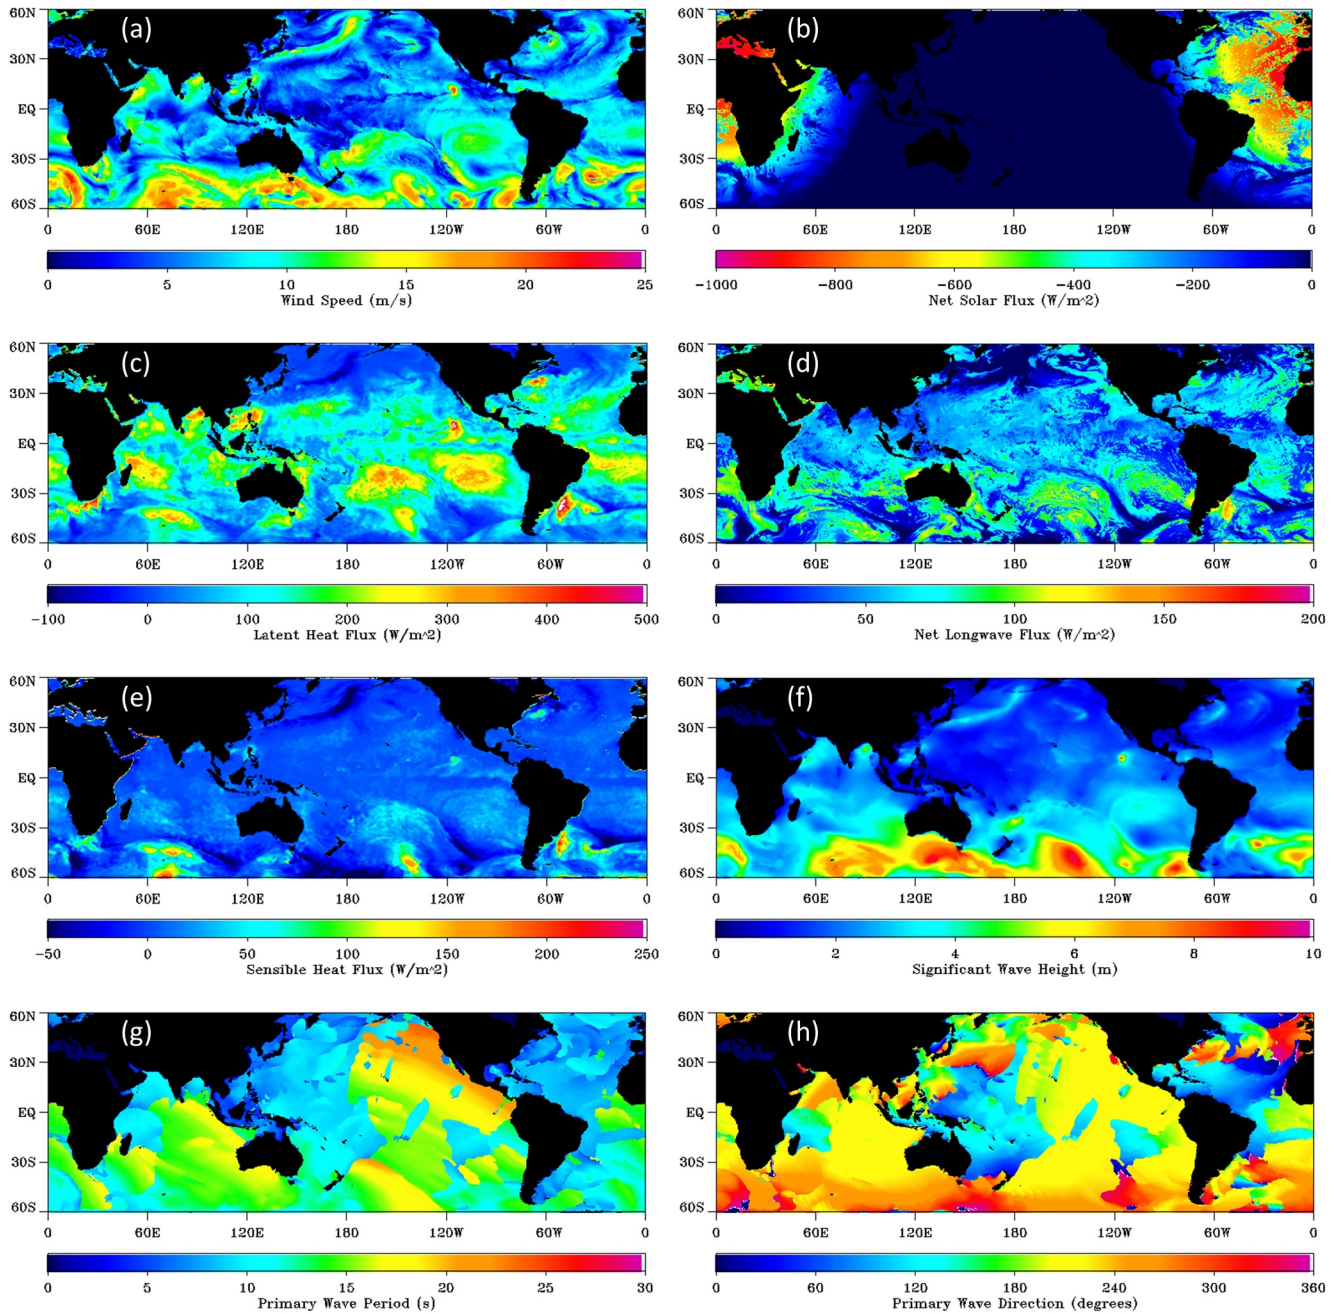 (a) (b)
60N 30N EQ 30S 60S
60N 30N EQ 30S 60S
0 60E 120E 180 120W 60W 0
0 60E 120E 180 120W 60W 0
0 5 10 15 20 25
Wind Speed (m/s)
-1000 -800 -600 -400 -200 0
Net Solar Flux (W/m^2)
(c) (d)
60N 30N EQ 30S 60S
60N 30N EQ 30S 60S
0 60E 120E 180 120W 60W 0
0 60E 120E 180 120W 60W 0
-100 0 100 200 300 400 500
Latent Heat Flux (W/m^2)
0 50 100 150 200
Net Longwave Flux (W/m^2)
(e) (f)
60N 30N EQ 30S 60S
60N 30N EQ 30S 60S
0 60E 120E 180 120W 60W 0
0 60E 120E 180 120W 60W 0
-50 0 50 100 150 200 250
Sensible Heat Flux (W/m^2)
0 2 4 6 8 10
Significant Wave Height (m)
(g) (h)
60N 30N EQ 30S 60S
60N 30N EQ 30S 60S
0 60E 120E 180 120W 60W 0
0 60E 120E 180 120W 60W 0
0 5 10 15 20 25 30
Primary Wave Period (s)
0 60 120 180 240 300 360
Primary Wave Direction (degrees)